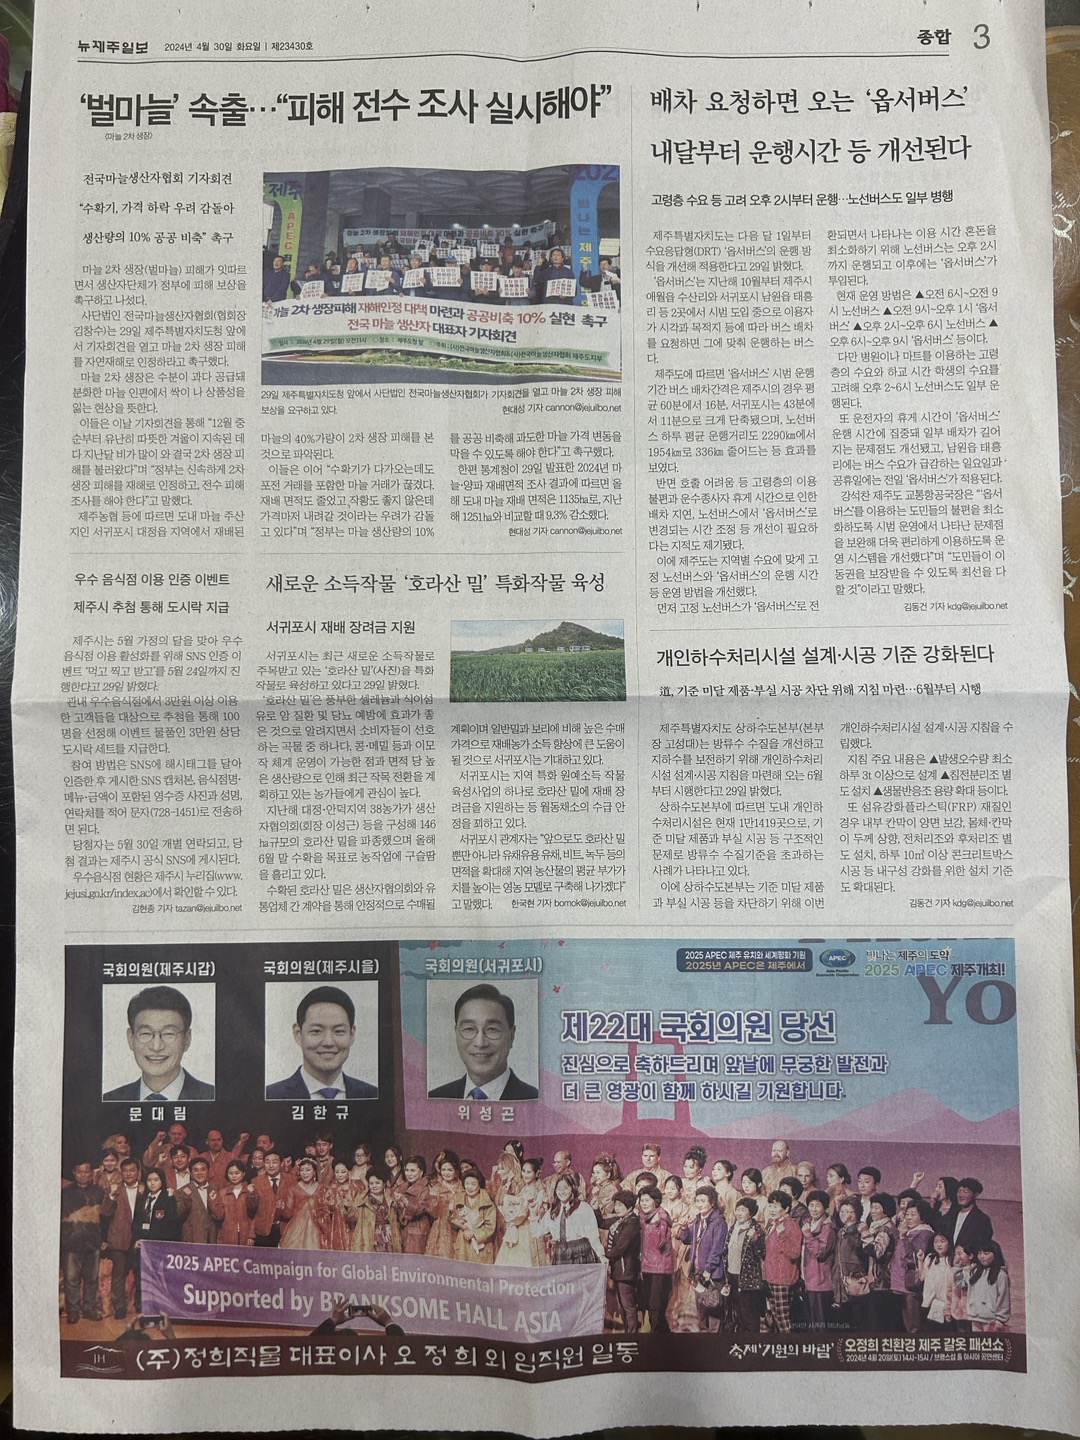 뉴제주일보
2024년 4월 30일 화요일 | 제23430호
종합 3
‘벌마늘’ 속출…“피해 전수 조사 실시해야”
(마늘 2차 생장)
전국마늘생산자협회 기자회견
“수확기, 가격 하락 우려 감돌아
생산량의 10% 공공 비축” 촉구
마늘 2차 생장(벌마늘) 피해가 잇따르
면서 생산자단체가 정부에 피해 보상을
촉구하고 나섰다.
사단법인 전국마늘생산자협회(협회장
김창수)는 29일 제주특별자치도청 앞에
서 기자회견을 열고 마늘 2차 생장 피해
를 자연재해로 인정하라고 촉구했다.
마늘 2차 생장은 수분이 과다 공급돼
분화한 마늘 인편에서 싹이 나 상품성을
잃는 현상을 뜻한다.
이들은 이날 기자회견을 통해 “12월 중
순부터 유난히 따뜻한 겨울이 지속된 데
다 지난달 비가 많이 와 결국 2차 생장 피
해를 불러왔다”며 “정부는 신속하게 2차
생장 피해를 재해로 인정하고, 전수 피해
조사를 해야 한다”고 말했다.
제주농협 등에 따르면 도내 마늘 주산
지인 서귀포시 대정읍 지역에서 재배된
제주
APEC
마늘 2차 생장피해 재해인정 대책 마련과 공공비축 10% 실현 촉구
전국 마늘 생산자 대표자 기자회견
29일 제주특별자치도청 앞에서 사단법인 전국마늘생산자협회가 기자회견을 열고 마늘 2차 생장 피해
보상을 요구하고 있다. 현대성 기자 cannon@jejuilbo.net
마늘의 40%가량이 2차 생장 피해를 본
것으로 파악된다.
이들은 이어 “수확기가 다가오는데도
포전 거래를 포함한 마늘 거래가 끊겼다.
재배 면적도 줄었고, 작황도 좋지 않은데
가격마저 내려갈 것이라는 우려가 감돌
고 있다”며 “정부는 마늘 생산량의 10%
를 공공 비축해 과도한 마늘 가격 변동을
막을 수 있도록 해야 한다”고 촉구했다.
한편 통계청이 29일 발표한 2024년 마
늘·양파 재배면적 조사 결과에 따르면 올
해 도내 마늘 재배 면적은 1135ha로, 지난
해 1251ha와 비교할 때 9.3% 감소했다.
현대성 기자 cannon@jejuilbo.net
배차 요청하면 오는 ‘옵서버스’
내달부터 운행시간 등 개선된다
고령층 수요 등 고려 오후 2시부터 운행…노선버스도 일부 병행
제주특별자치도는 다음 달 1일부터
수요응답형(DRT) ‘옵서버스’의 운행 방
식을 개선해 적용한다고 29일 밝혔다.
‘옵서버스’는 지난해 10월부터 제주시
애월읍 수산리와 서귀포시 남원읍 태흥
리 등 2곳에서 시범 도입 중으로 이용자
가 시각과 목적지 등에 따라 버스 배차
를 요청하면 그에 맞춰 운행하는 버스
다.
제주도에 따르면 ‘옵서버스’ 시범 운행
기간 버스 배차간격은 제주시의 경우 평
균 60분에서 16분, 서귀포시는 43분에
서 11분으로 크게 단축됐으며, 노선버
스 하루 평균 운행거리도 2290㎞에서
1954㎞로 336㎞ 줄어드는 등 효과를
보였다.
반면 호출 어려움 등 고령층의 이용
불편과 운수종사자 휴게 시간으로 인한
배차 지연, 노선버스에서 ‘옵서버스’로
변경되는 시간 조정 등 개선이 필요하
다는 지적도 제기됐다.
이에 제주도는 지역별 수요에 맞게 고
정 노선버스와 ‘옵서버스’의 운행 시간
등 운영 방법을 개선했다.
먼저 고정 노선버스가 ‘옵서버스’로 전
환되면서 나타나는 이용 시간 혼돈을
최소화하기 위해 노선버스는 오후 2시
까지 운행되고 이후에는 ‘옵서버스’가
투입된다.
현재 운영 방법은 ▲오전 6시~오전 9
시 노선버스 ▲오전 9시~오후 1시 ‘옵서
버스’ ▲오후 2시~오후 6시 노선버스 ▲
오후 6시~오후 9시 ‘옵서버스’ 등이다.
다만 병원이나 마트를 이용하는 고령
층의 수요와 하교 시간 학생의 수요를
고려해 오후 2~6시 노선버스도 일부 운
행한다.
또 운전자의 휴게 시간이 ‘옵서버스’
운행 시간에 집중돼 일부 배차가 길어
지는 문제점도 개선했고, 남원읍 태흥
리에는 버스 수요가 급감하는 일요일과
공휴일에는 전일 ‘옵서버스’가 적용된다.
강석찬 제주도 교통항공국장은 “‘옵서
버스’를 이용하는 도민들의 불편을 최소
화하도록 시범 운영에서 나타난 문제점
을 보완해 더욱 편리하게 이용하도록 운
영 시스템을 개선했다”며 “도민들이 이
동권을 보장받을 수 있도록 최선을 다
할 것”이라고 말했다.
김동건 기자 kdg@jejuilbo.net
우수 음식점 이용 인증 이벤트
제주시 추첨 통해 도시락 지급
제주시는 5월 가정의 달을 맞아 우수
음식점 이용 활성화를 위해 SNS 인증 이
벤트 ‘먹고 찍고 받고’를 5월 24일까지 진
행한다고 29일 밝혔다.
관내 우수음식점에서 3만원 이상 이용
한 고객들을 대상으로 추첨을 통해 100
명을 선정해 이벤트 물품인 3만원 상당
도시락 세트를 지급한다.
참여 방법은 SNS에 해시태그를 달아
인증한 후 게시한 SNS 캡처본, 음식점명·
메뉴·금액이 포함된 영수증 사진과 성명,
연락처를 적어 문자(728-1451)로 전송하
면 된다.
당첨자는 5월 30일 개별 연락되고, 당
첨 결과는 제주시 공식 SNS에 게시된다.
우수음식점 현황은 제주시 누리집(www.
jejusi.go.kr/index.ac)에서 확인할 수 있다.
김현종 기자 tazan@jejuilbo.net
새로운 소득작물 ‘호라산 밀’ 특화작물 육성
서귀포시 재배 장려금 지원
서귀포시는 최근 새로운 소득작물로
주목받고 있는 ‘호라산 밀’(사진)을 특화
작물로 육성하고 있다고 29일 밝혔다.
‘호라산 밀’은 풍부한 셀레늄과 식이섬
유로 암 질환 및 당뇨 예방에 효과가 좋
은 것으로 알려지면서 소비자들이 선호
하는 곡물 중 하나다. 콩·메밀 등과 이모
작 체계 운영이 가능한 점과 면적 당 높
은 생산량으로 인해 최근 작목 전환을 계
획하고 있는 농가들에게 관심이 높다.
지난해 대정·안덕지역 38농가가 생산
자협의회(회장 이성근) 등을 구성해 146
ha규모의 호라산 밀을 파종했으며 올해
6월 말 수확을 목표로 농작업에 구슬땀
을 흘리고 있다.
수확된 호라산 밀은 생산자협의회와 유
통업체 간 계약을 통해 안정적으로 수매될
계획이며 일반밀과 보리에 비해 높은 수매
가격으로 재배농가 소득 향상에 큰 도움이
될 것으로 서귀포시는 기대하고 있다.
서귀포시는 지역 특화 원예소득 작물
육성사업의 하나로 호라산 밀에 재배 장
려금을 지원하는 등 월동채소의 수급 안
정을 꾀하고 있다.
서귀포시 관계자는 “앞으로도 호라산 밀
뿐만 아니라 유채유용 유채, 비트, 녹두 등의
면적을 확대해 지역 농산물의 평균 부가가
치를 높이는 영농 모델로 구축해 나가겠다”
고 말했다. 한국현 기자 bomok@jejuilbo.net
개인하수처리시설 설계·시공 기준 강화된다
道, 기준 미달 제품·부실 시공 차단 위해 지침 마련…6월부터 시행
제주특별자치도 상하수도본부(본부
장 고성대)는 방류수 수질을 개선하고
지하수를 보전하기 위해 개인하수처리
시설 설계·시공 지침을 마련해 오는 6월
부터 시행한다고 29일 밝혔다.
상하수도본부에 따르면 도내 개인하
수처리시설은 현재 1만1419곳으로, 기
준 미달 제품과 부실 시공 등 구조적인
문제로 방류수 수질기준을 초과하는
사례가 나타나고 있다.
이에 상하수도본부는 기준 미달 제품
과 부실 시공 등을 차단하기 위해 이번
개인하수처리시설 설계·시공 지침을 수
립했다.
지침 주요 내용은 ▲발생오수량 최소
하루 3t 이상으로 설계 ▲침전분리조 별
도 설치 ▲생물반응조 용량 확대 등이다.
또 섬유강화플라스틱(FRP) 재질인
경우 내부 칸막이 양면 보강, 몸체·칸막
이 두께 상향, 전처리조와 후처리조 별
도 설치, 하루 10㎥ 이상 콘크리트박스
시공 등 내구성 강화를 위한 설치 기준
도 확대된다.
김동건 기자 kdg@jejuilbo.net
국회의원(제주시갑)
국회의원(제주시을)
국회의원(서귀포시)
문대림
김한규
위성곤
2025 APEC 제주 유치와 세계평화 기원
2025년 APEC은 제주에서
APEC
Asia-Pacific
Economic Cooperation
빛나는 제주의 도약
2025 APEC 제주개최!
YO
제22대 국회의원 당선
진심으로 축하드리며 앞날에 무궁한 발전과
더 큰 영광이 함께 하시길 기원합니다.
2025 APEC Campaign for Global Environmental Protection
Supported by BRANKSOME HALL ASIA
JH
(주)정희직물 대표이사 오정희 외 임직원 일동
축제 ‘기원의 바람’
오정희 친환경 제주 갈옷 패션쇼
2024년 4월 20일(토) 14시~15시 / 브랭섬홀 아시아 공연센터